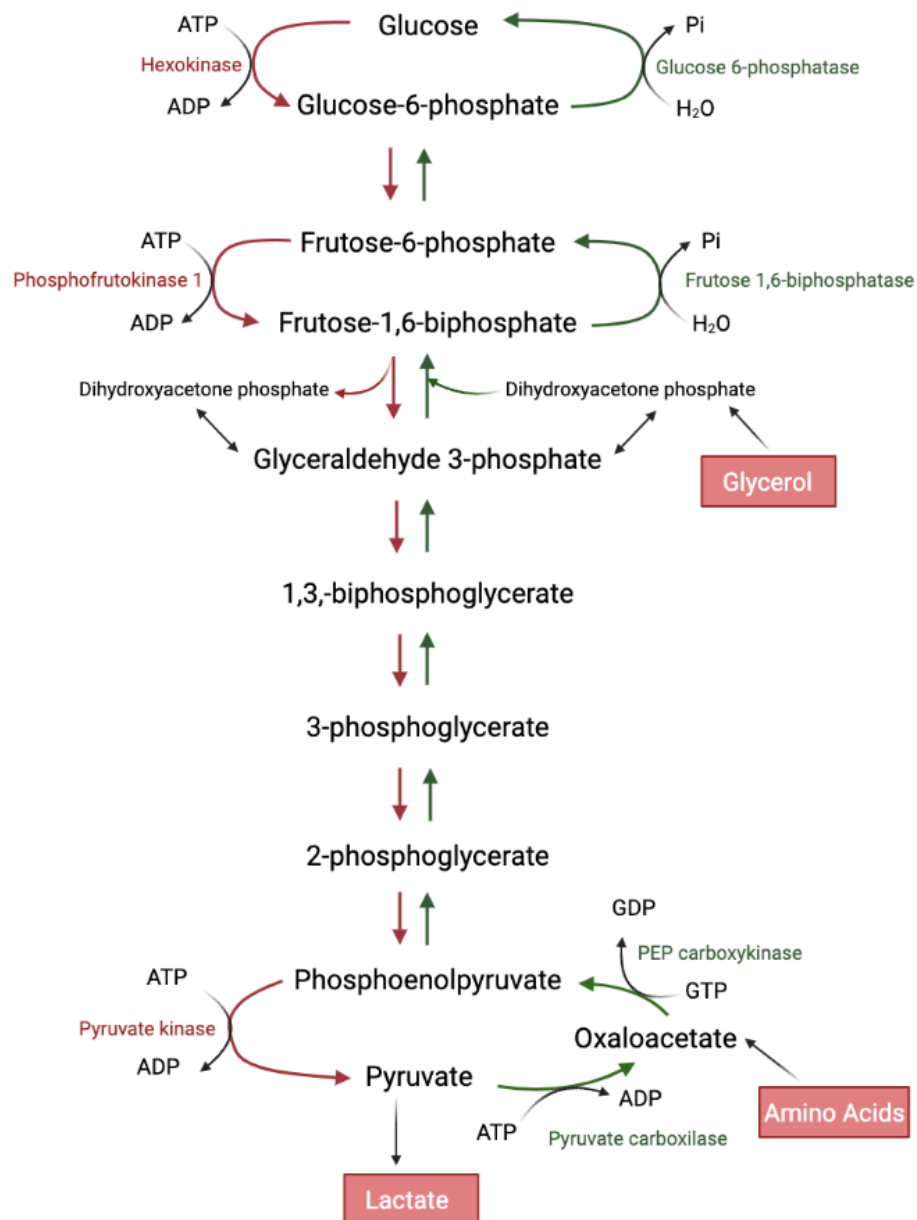 ATP
Glucose
Pi
Hexokinase
Glucose 6-phosphatase
ADP
Glucose-6-phosphate
H₂O
ATP
Frutose-6-phosphate
Pi
Phosphofrutokinase 1
Frutose 1,6-biphosphatase
ADP
Frutose-1,6-biphosphate
H₂O
Dihydroxyacetone phosphate
Dihydroxyacetone phosphate
Glyceraldehyde 3-phosphate
Glycerol
1,3,-biphosphoglycerate
3-phosphoglycerate
2-phosphoglycerate
GDP
PEP carboxykinase
ATP
Phosphoenolpyruvate
GTP
Pyruvate kinase
Oxaloacetate
ADP
Pyruvate
ADP
Amino Acids
ATP
Pyruvate carboxilase
Lactate